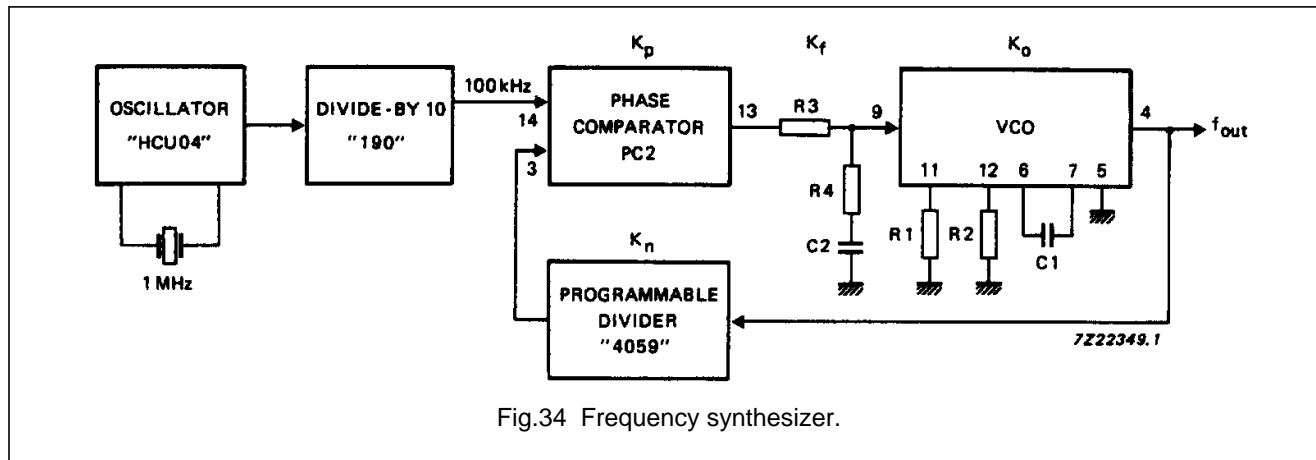 Kp
Kf
Ko
OSCILLATOR
"HCU04"
DIVIDE-BY 10
"190"
100 kHz
14
3
PHASE
COMPARATOR
PC2
13
R3
9
VCO
4
fout
11
12
6
7
5
R4
C2
R1
R2
C1
1 MHz
Kn
PROGRAMMABLE
DIVIDER
"4059"
7Z22349.1
Fig.34 Frequency synthesizer.